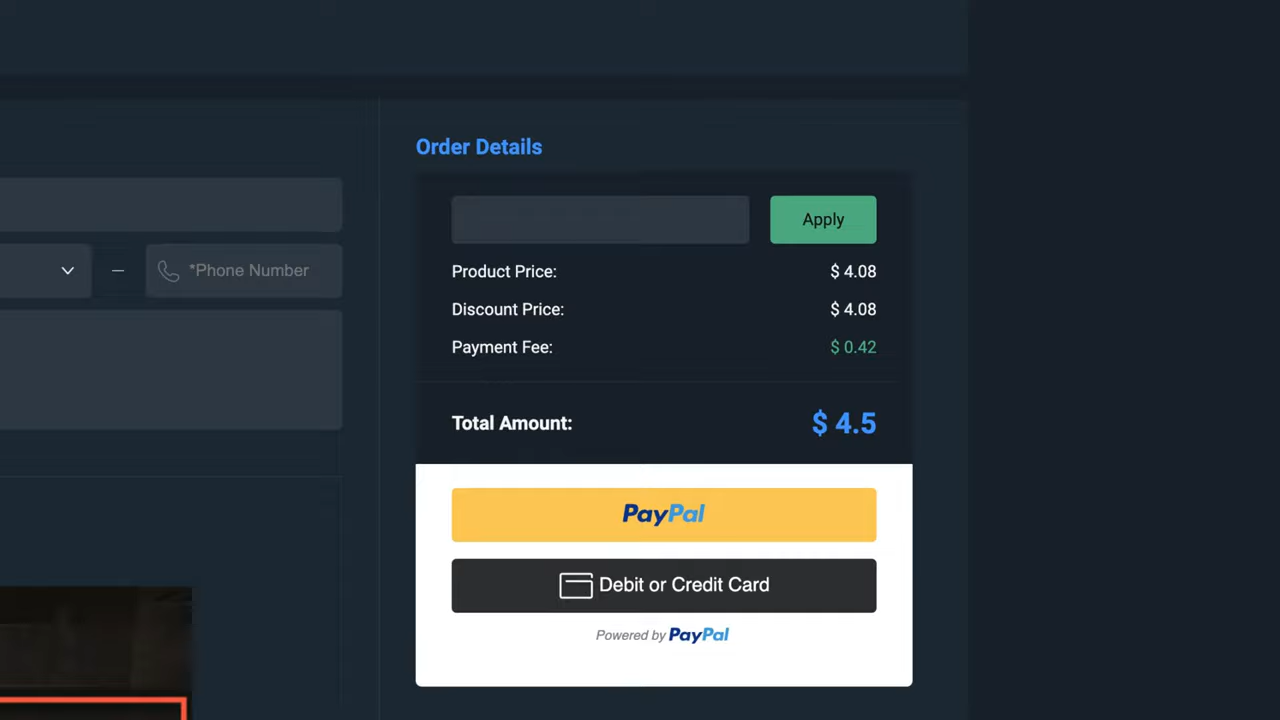 Order Details
Apply
*Phone Number
Product Price: $ 4.08
Discount Price: $ 4.08
Payment Fee: $ 0.42
Total Amount: $ 4.5
PayPal
Debit or Credit Card
Powered by PayPal